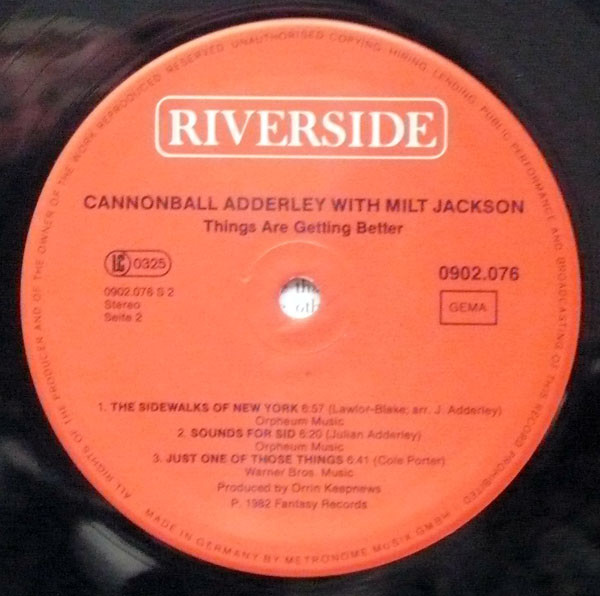 ALL RIGHTS OF THE PRODUCER AND OF THE OWNER OF THE WORK REPRODUCED RESERVED UNAUTHORISED COPYING, HIRING, LENDING, PUBLIC PERFORMANCE AND BROADCASTING OF THIS RECORD PROHIBITED
RIVERSIDE
CANNONBALL ADDERLEY WITH MILT JACKSON
Things Are Getting Better
LC 0325
0902.076
0902.076 S 2
Stereo
Seite 2
GEMA
the
1. THE SIDEWALKS OF NEW YORK 6:57 (Lawlor-Blake; arr. J. Adderley)
Orpheum Music
2. SOUNDS FOR SID 6:20 (Julian Adderley)
Orpheum Music
3. JUST ONE OF THOSE THINGS 6:41 (Cole Porter)
Warner Bros. Music
Produced by Orrin Keepnews
P. 1982 Fantasy Records
MADE IN GERMANY BY METRONOME MUSIK GMBH